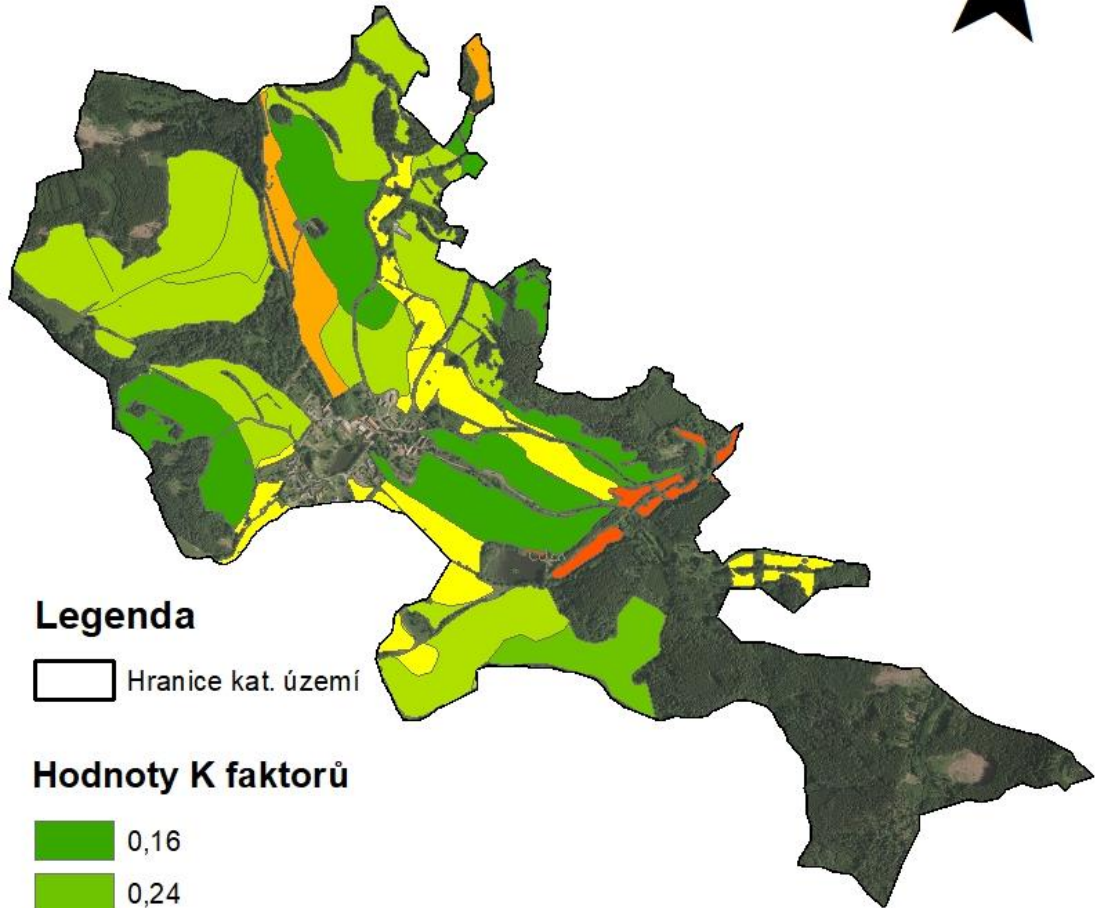 Legenda
Hranice kat. území
Hodnoty K faktorů
0,16
0,24